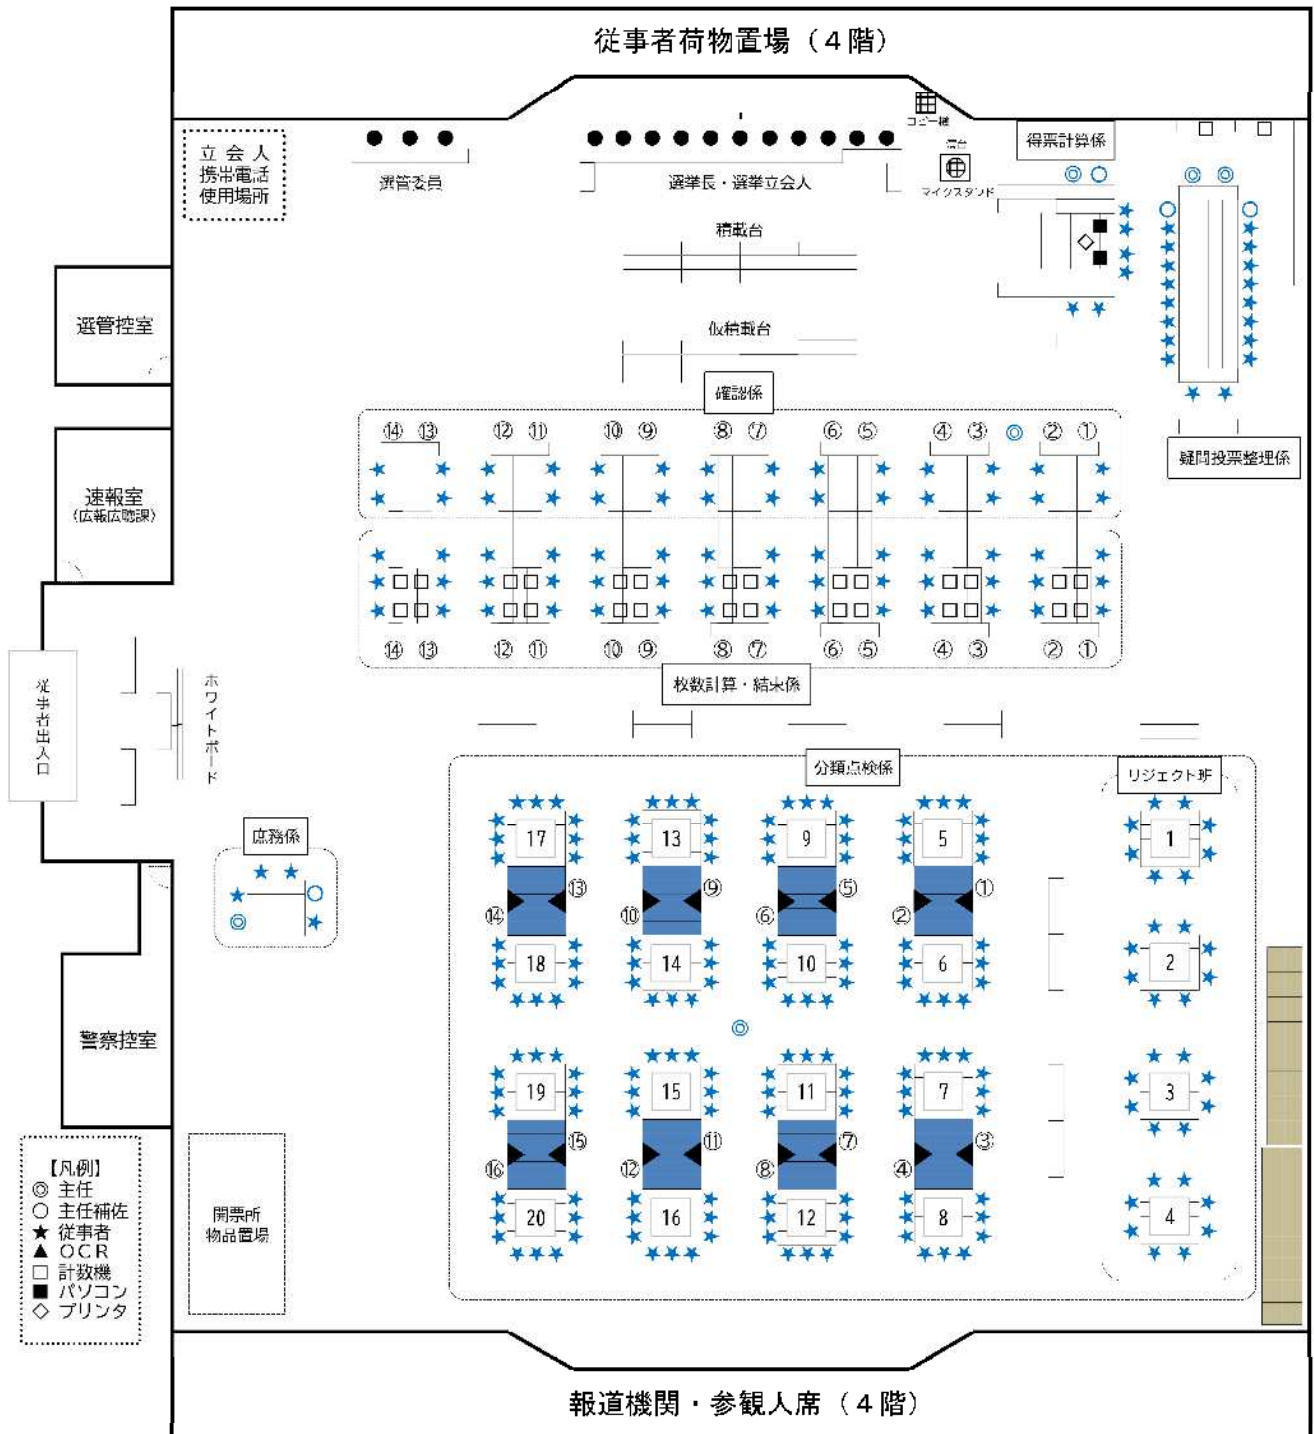 従事者荷物置場（４階）
立会人
携帯電話
使用場所
選管委員
選挙長・選挙立会人
コピー機
演台
マイクスタンド
得票計算係
積載台
仮積載台
選管控室
確認係
⑭ ⑬ ⑫ ⑪ ⑩ ⑨ ⑧ ⑦ ⑥ ⑤ ④ ③ ② ①
疑問投票整理係
速報室
（広報広聴課）
⑭ ⑬ ⑫ ⑪ ⑩ ⑨ ⑧ ⑦ ⑥ ⑤ ④ ③ ② ①
枚数計算・結束係
従事者出入口
ホワイトボード
分類点検係
リジェクト班
庶務係
17 13 9 5 1
⑬ ⑨ ⑤ ①
⑭ ⑩ ⑥ ②
18 14 10 6 2
警察控室
19 15 11 7 3
⑮ ⑪ ⑦ ③
⑯ ⑫ ⑧ ④
20 16 12 8 4
【凡例】
◎ 主任
○ 主任補佐
★ 従事者
▲ ＯＣＲ
□ 計数機
■ パソコン
◇ プリンタ
開票所
物品置場
報道機関・参観人席（４階）